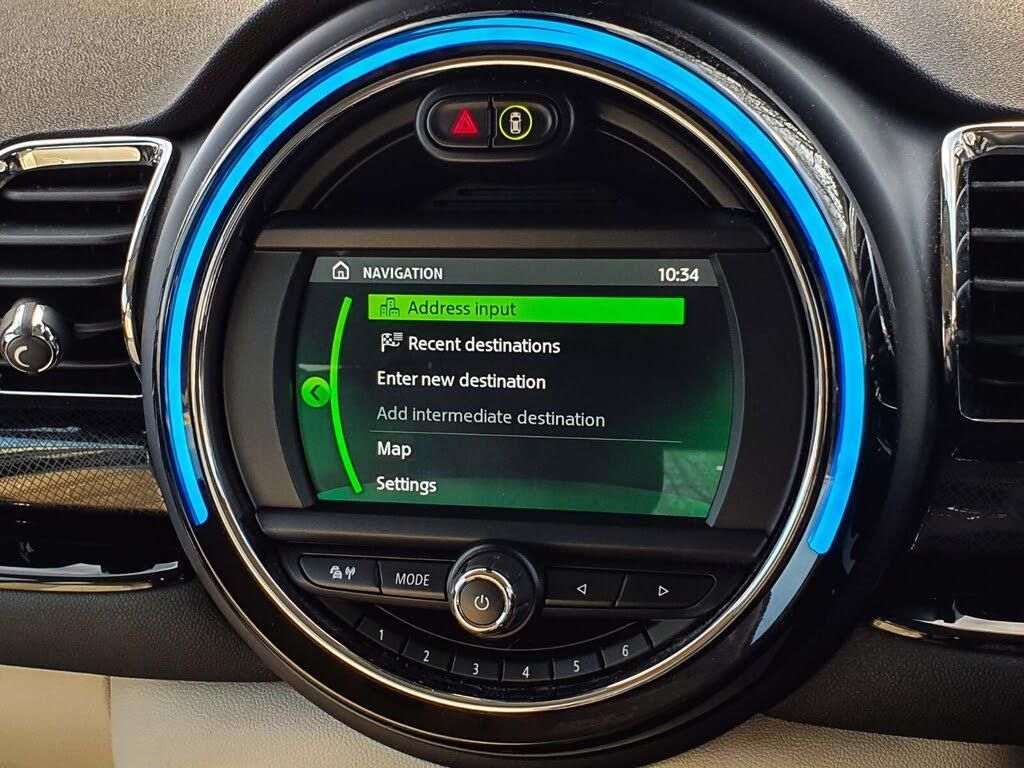 NAVIGATION 10:34
Address input
Recent destinations
Enter new destination
Add intermediate destination
Map
Settings
MODE
1 2 3 4 5 6